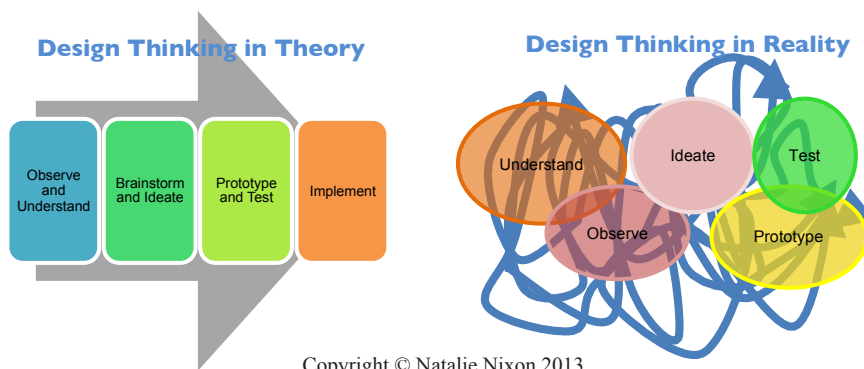 Design Thinking in Theory
Observe
and
Understand
Brainstorm
and Ideate
Prototype
and Test
Implement
Design Thinking in Reality
Understand
Ideate
Test
Observe
Prototype
Copyright © Natalie Nixon 2013